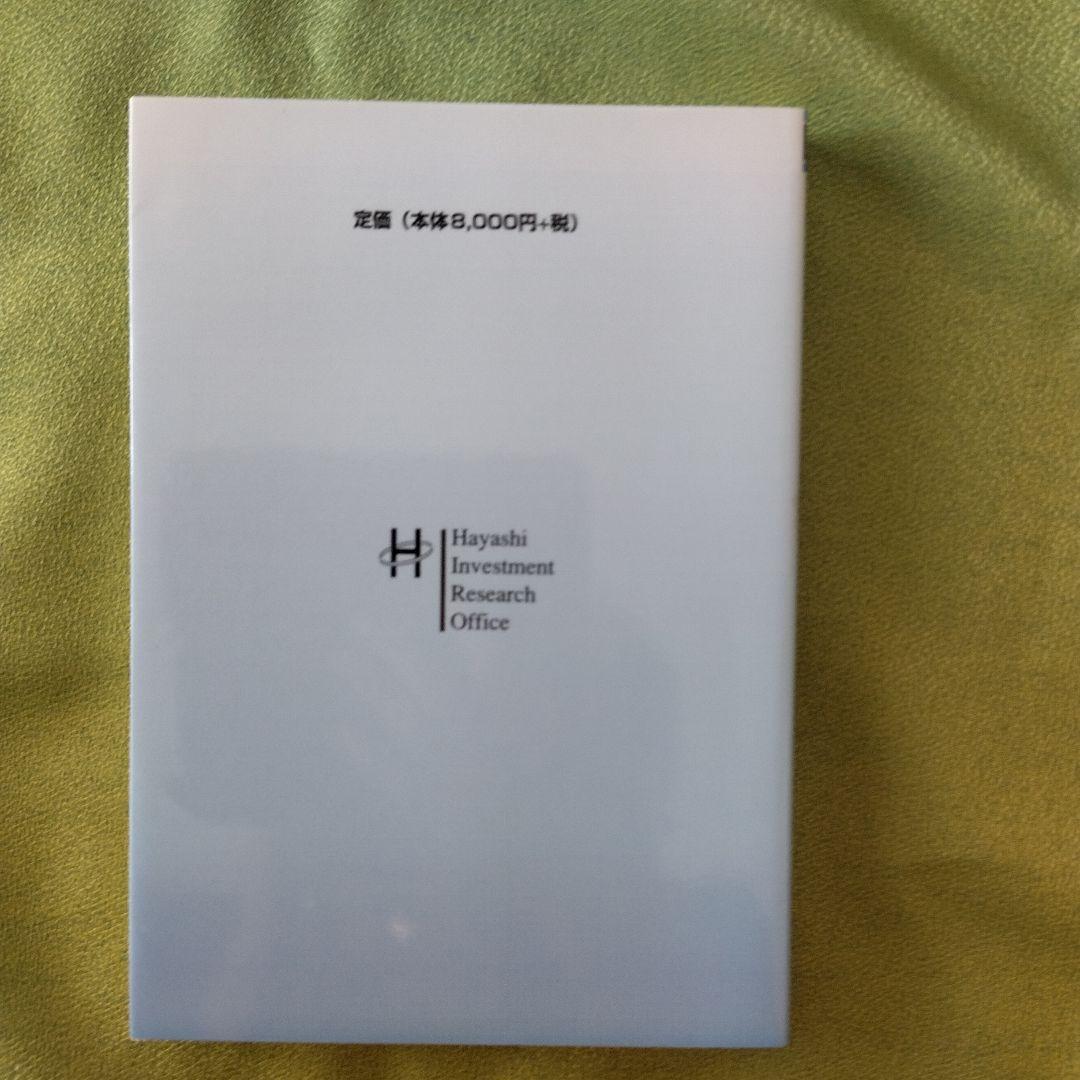 定価（本体8,000円+税）
H
Hayashi
Investment
Research
Office